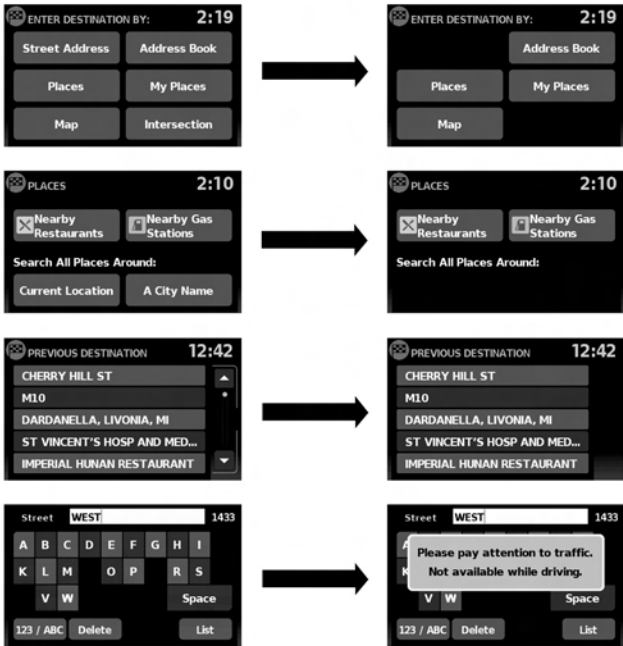 ENTER DESTINATION BY: 2:19
Street Address Address Book
Places My Places
Map Intersection
ENTER DESTINATION BY: 2:19
Address Book
Places My Places
Map
PLACES 2:10
Nearby Restaurants Nearby Gas Stations
Search All Places Around:
Current Location A City Name
PLACES 2:10
Nearby Restaurants Nearby Gas Stations
Search All Places Around:
PREVIOUS DESTINATION 12:42
CHERRY HILL ST
M10
DARDANELLA, LIVONIA, MI
ST VINCENT'S HOSP AND MED...
IMPERIAL HUNAN RESTAURANT
PREVIOUS DESTINATION 12:42
CHERRY HILL ST
M10
DARDANELLA, LIVONIA, MI
ST VINCENT'S HOSP AND MED...
IMPERIAL HUNAN RESTAURANT
Street WEST 1433
A B C D E F G H I
K L M O P R S
V W Space
123 / ABC Delete List
Street WEST 1433
A
Please pay attention to traffic.
K
Not available while driving.
V W Space
123 / ABC Delete List